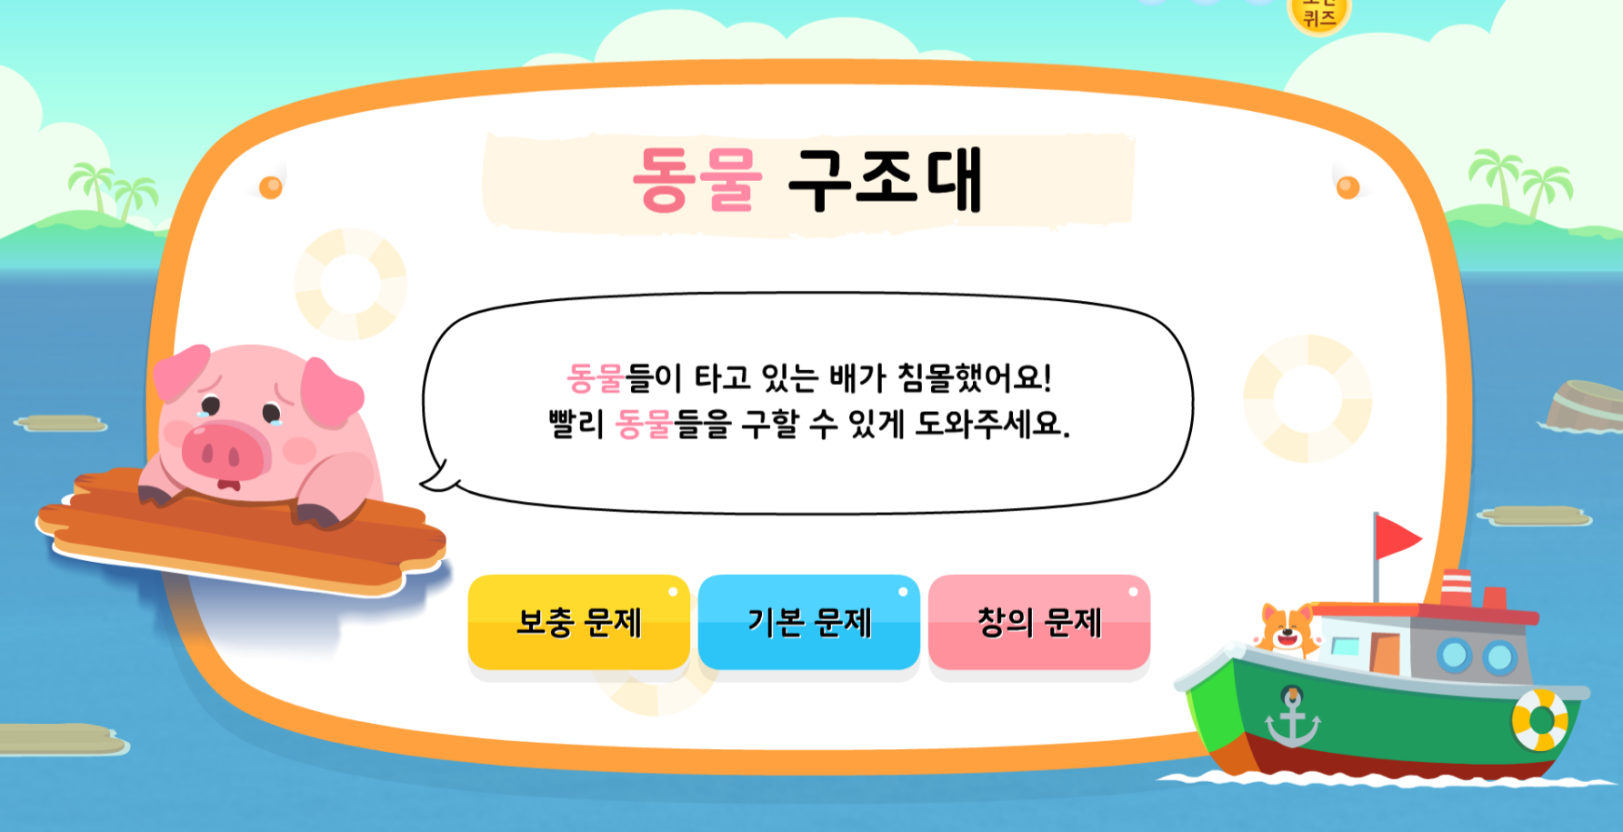 퀴즈
동물 구조대
동물들이 타고 있는 배가 침몰했어요!
빨리 동물들을 구할 수 있게 도와주세요.
보충 문제
기본 문제
창의 문제